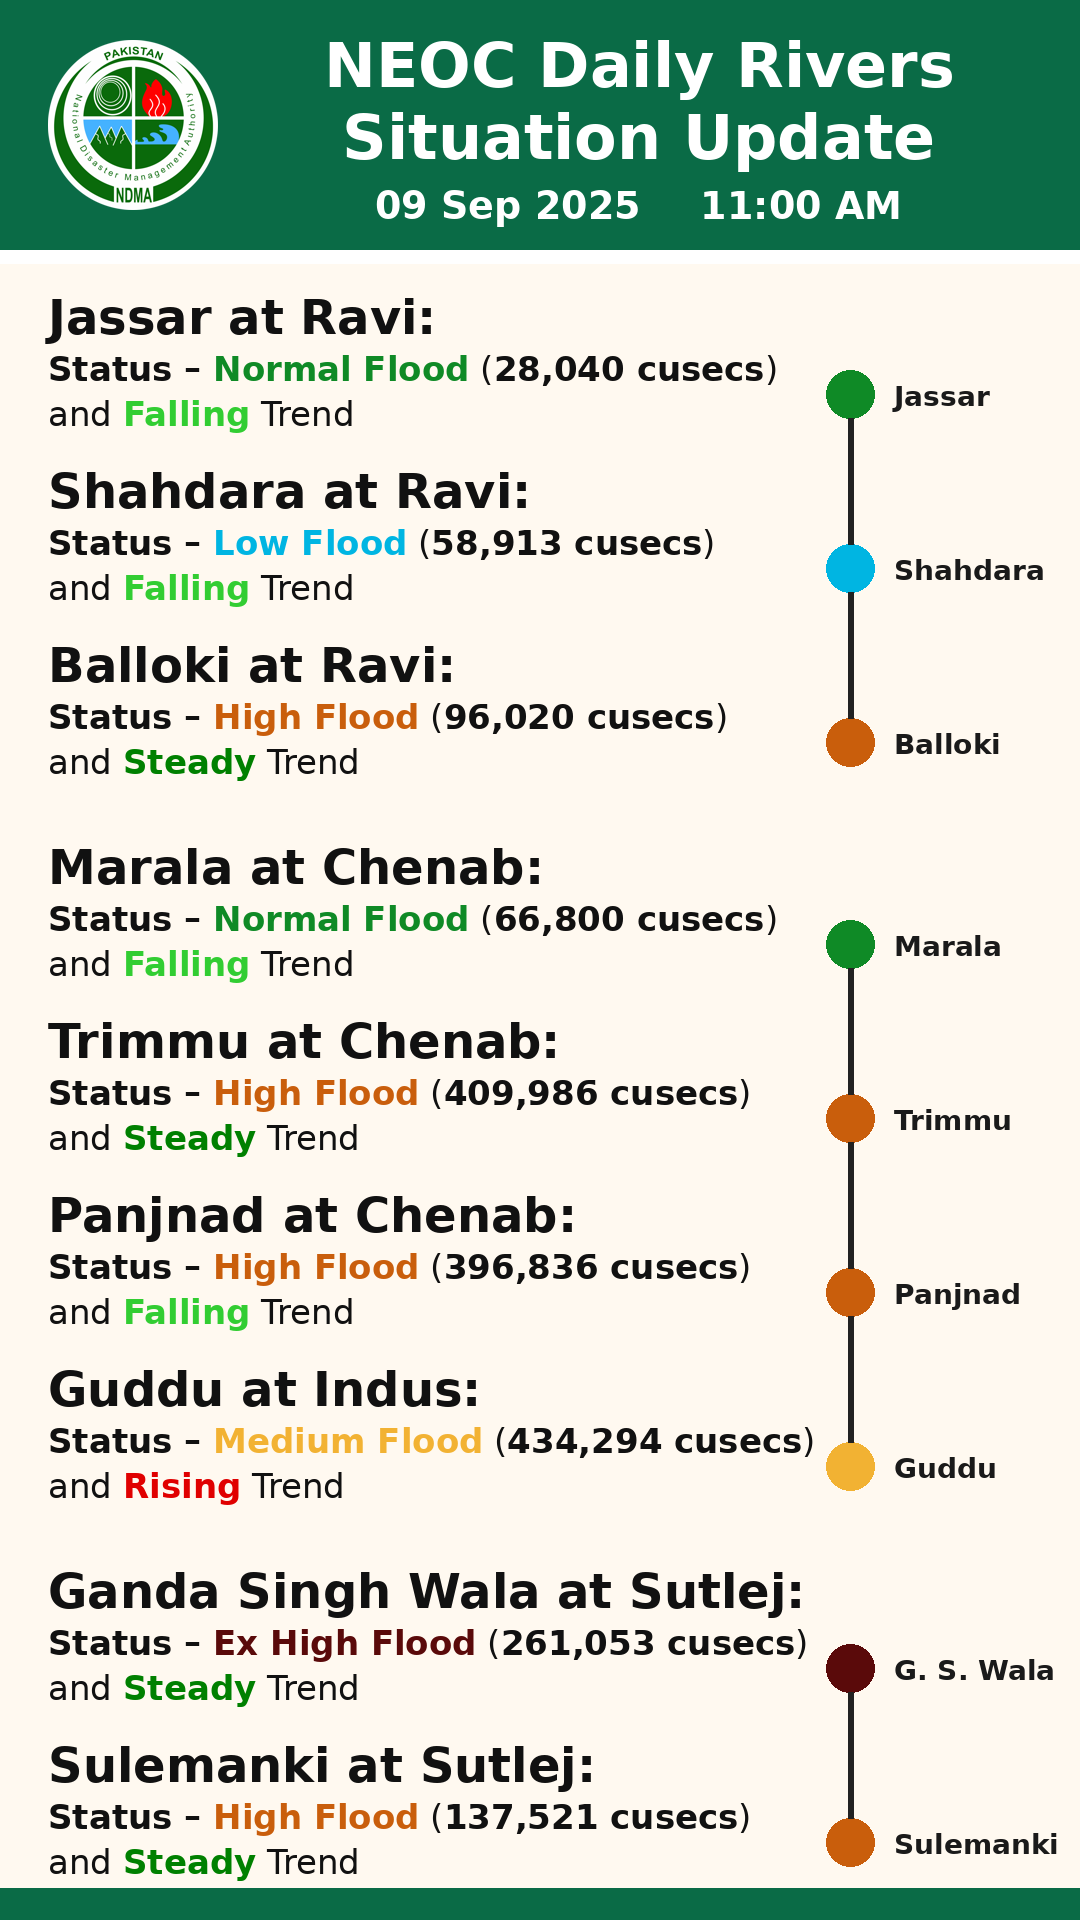 PAKISTAN
National Disaster Management Authority
NDMA
NEOC Daily Rivers
Situation Update
09 Sep 2025 11:00 AM
Jassar at Ravi:
Status – Normal Flood (28,040 cusecs)
and Falling Trend
Jassar
Shahdara at Ravi:
Status – Low Flood (58,913 cusecs)
and Falling Trend
Shahdara
Balloki at Ravi:
Status – High Flood (96,020 cusecs)
and Steady Trend
Balloki
Marala at Chenab:
Status – Normal Flood (66,800 cusecs)
and Falling Trend
Marala
Trimmu at Chenab:
Status – High Flood (409,986 cusecs)
and Steady Trend
Trimmu
Panjnad at Chenab:
Status – High Flood (396,836 cusecs)
and Falling Trend
Panjnad
Guddu at Indus:
Status – Medium Flood (434,294 cusecs)
and Rising Trend
Guddu
Ganda Singh Wala at Sutlej:
Status – Ex High Flood (261,053 cusecs)
and Steady Trend
G. S. Wala
Sulemanki at Sutlej:
Status – High Flood (137,521 cusecs)
and Steady Trend
Sulemanki